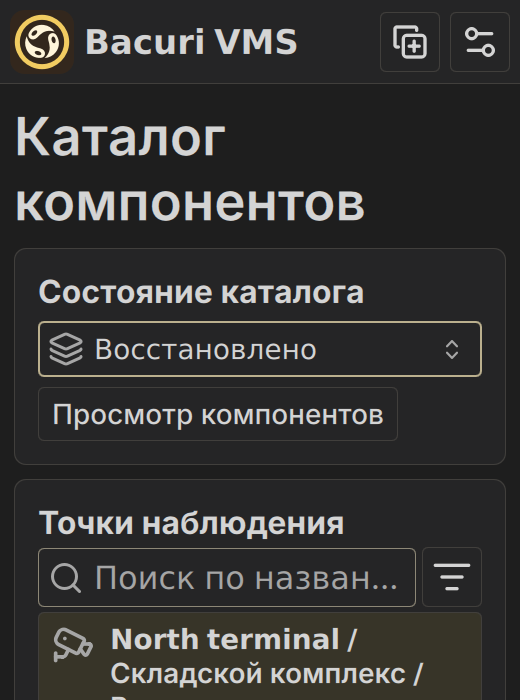 Bacuri VMS
Каталог
компонентов
Состояние каталога
Восстановлено
Просмотр компонентов
Точки наблюдения
Поиск по назван...
North terminal /
Складской комплекс /